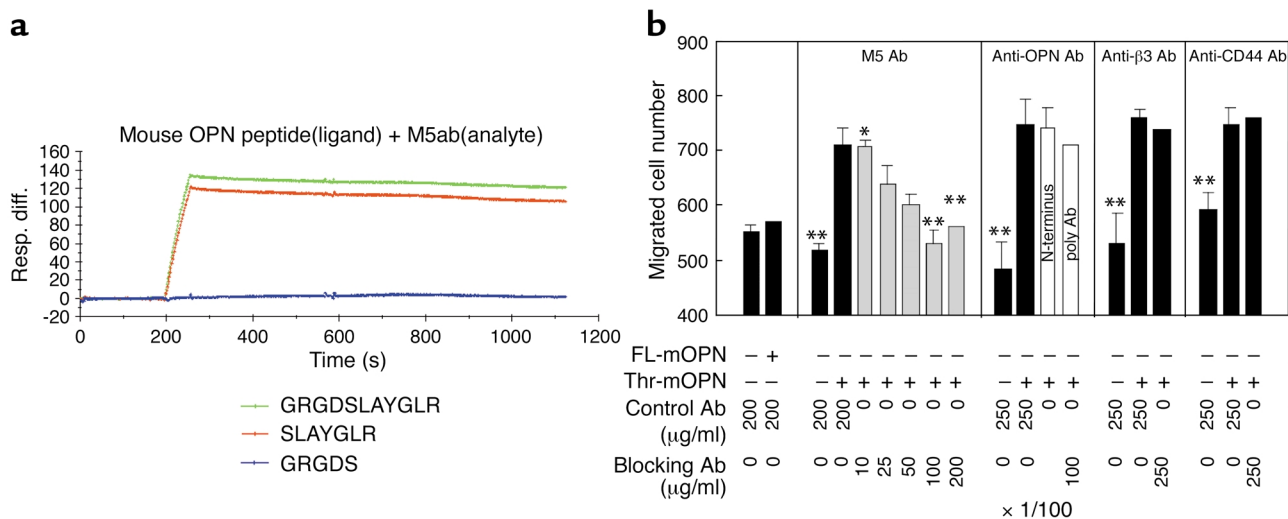 a
Mouse OPN peptide(ligand) + M5ab(analyte)
Resp. diff.
160
140
120
100
80
60
40
20
0
-20
0 200 400 600 800 1000 1200
Time (s)
GRGDSLAYGLR
SLAYGLR
GRGDS
b
Migrated cell number
900
800
700
600
500
400
M5 Ab
Anti-OPN Ab
Anti-β3 Ab
Anti-CD44 Ab
** * ** ** ** ** **
N-terminus
poly Ab
FL-mOPN – + – – – – – – – – – – – – – – – – –
Thr-mOPN – – – + + + + + + – + + + – + + – + +
Control Ab 200 200 200 200 0 0 0 0 0 250 250 0 0 250 250 0 250 250 0
(μg/ml)
Blocking Ab 0 0 0 0 10 25 50 100 200 0 0 100 0 0 250 0 0 250
(μg/ml)
× 1/100